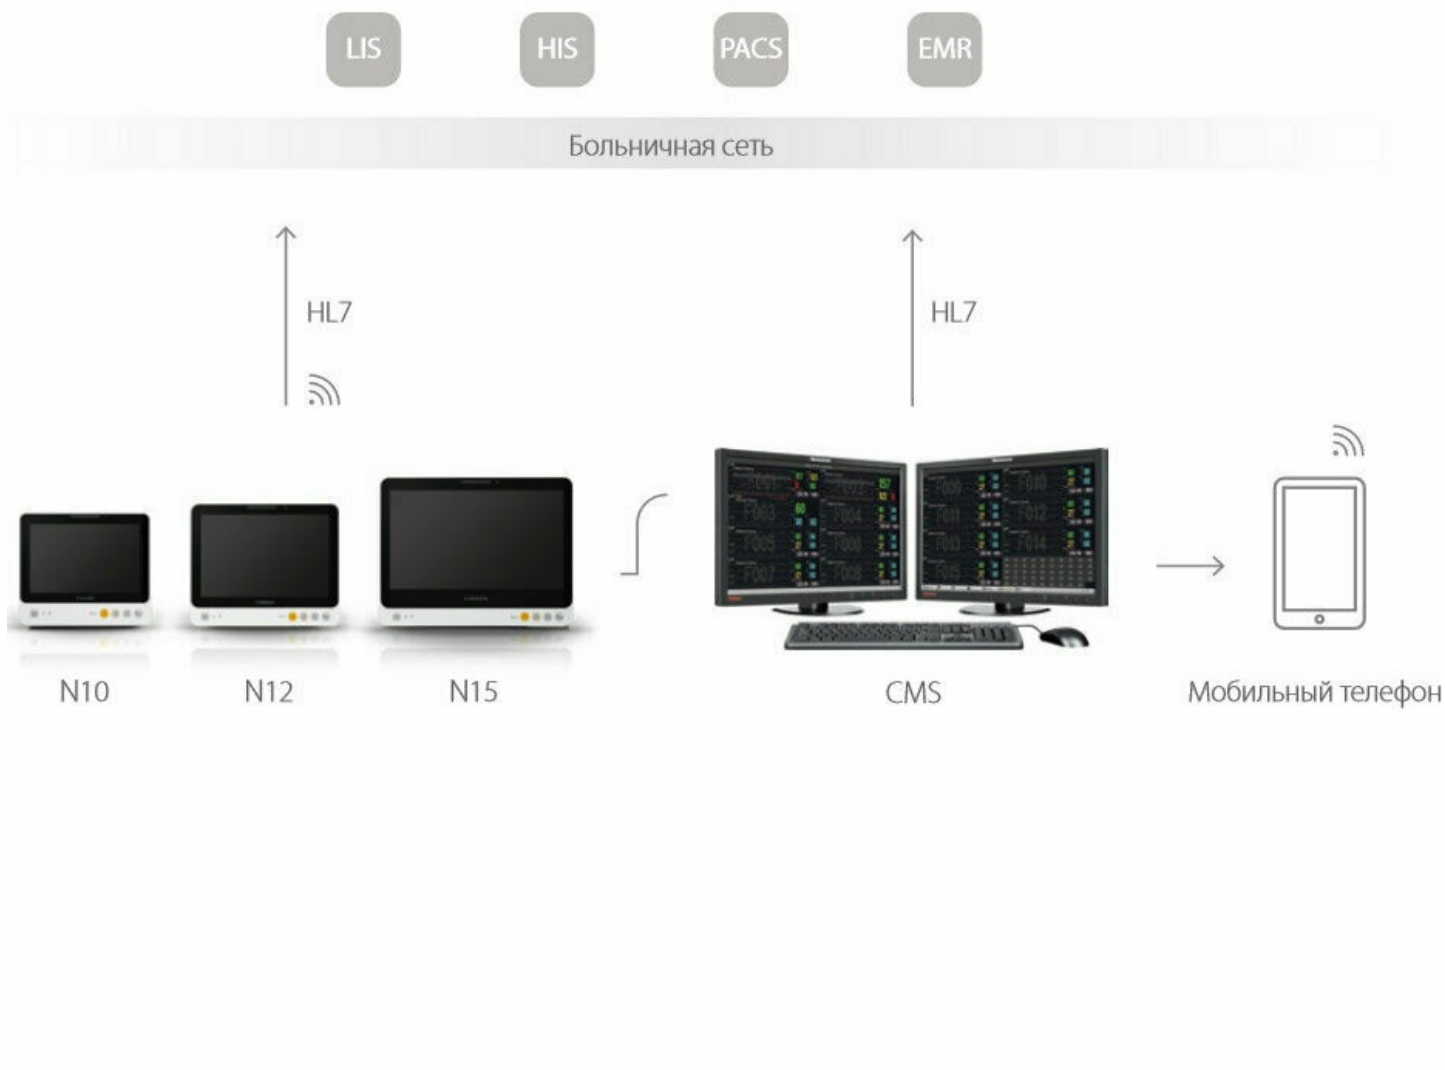 LIS
HIS
PACS
EMR
Больничная сеть
HL7
HL7
N10
N12
N15
CMS
Мобильный телефон